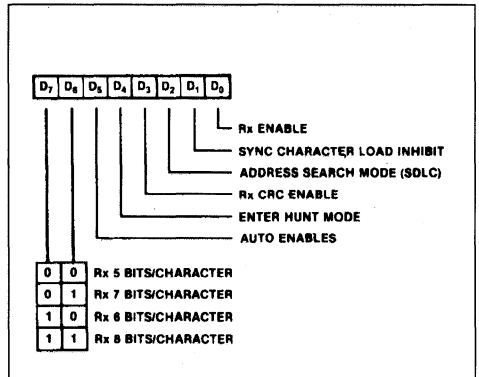 D7 D6 D5 D4 D3 D2 D1 D0
Rx ENABLE
SYNC CHARACTER LOAD INHIBIT
ADDRESS SEARCH MODE (SDLC)
Rx CRC ENABLE
ENTER HUNT MODE
AUTO ENABLES
0 0 Rx 5 BITS/CHARACTER
0 1 Rx 7 BITS/CHARACTER
1 0 Rx 6 BITS/CHARACTER
1 1 Rx 8 BITS/CHARACTER